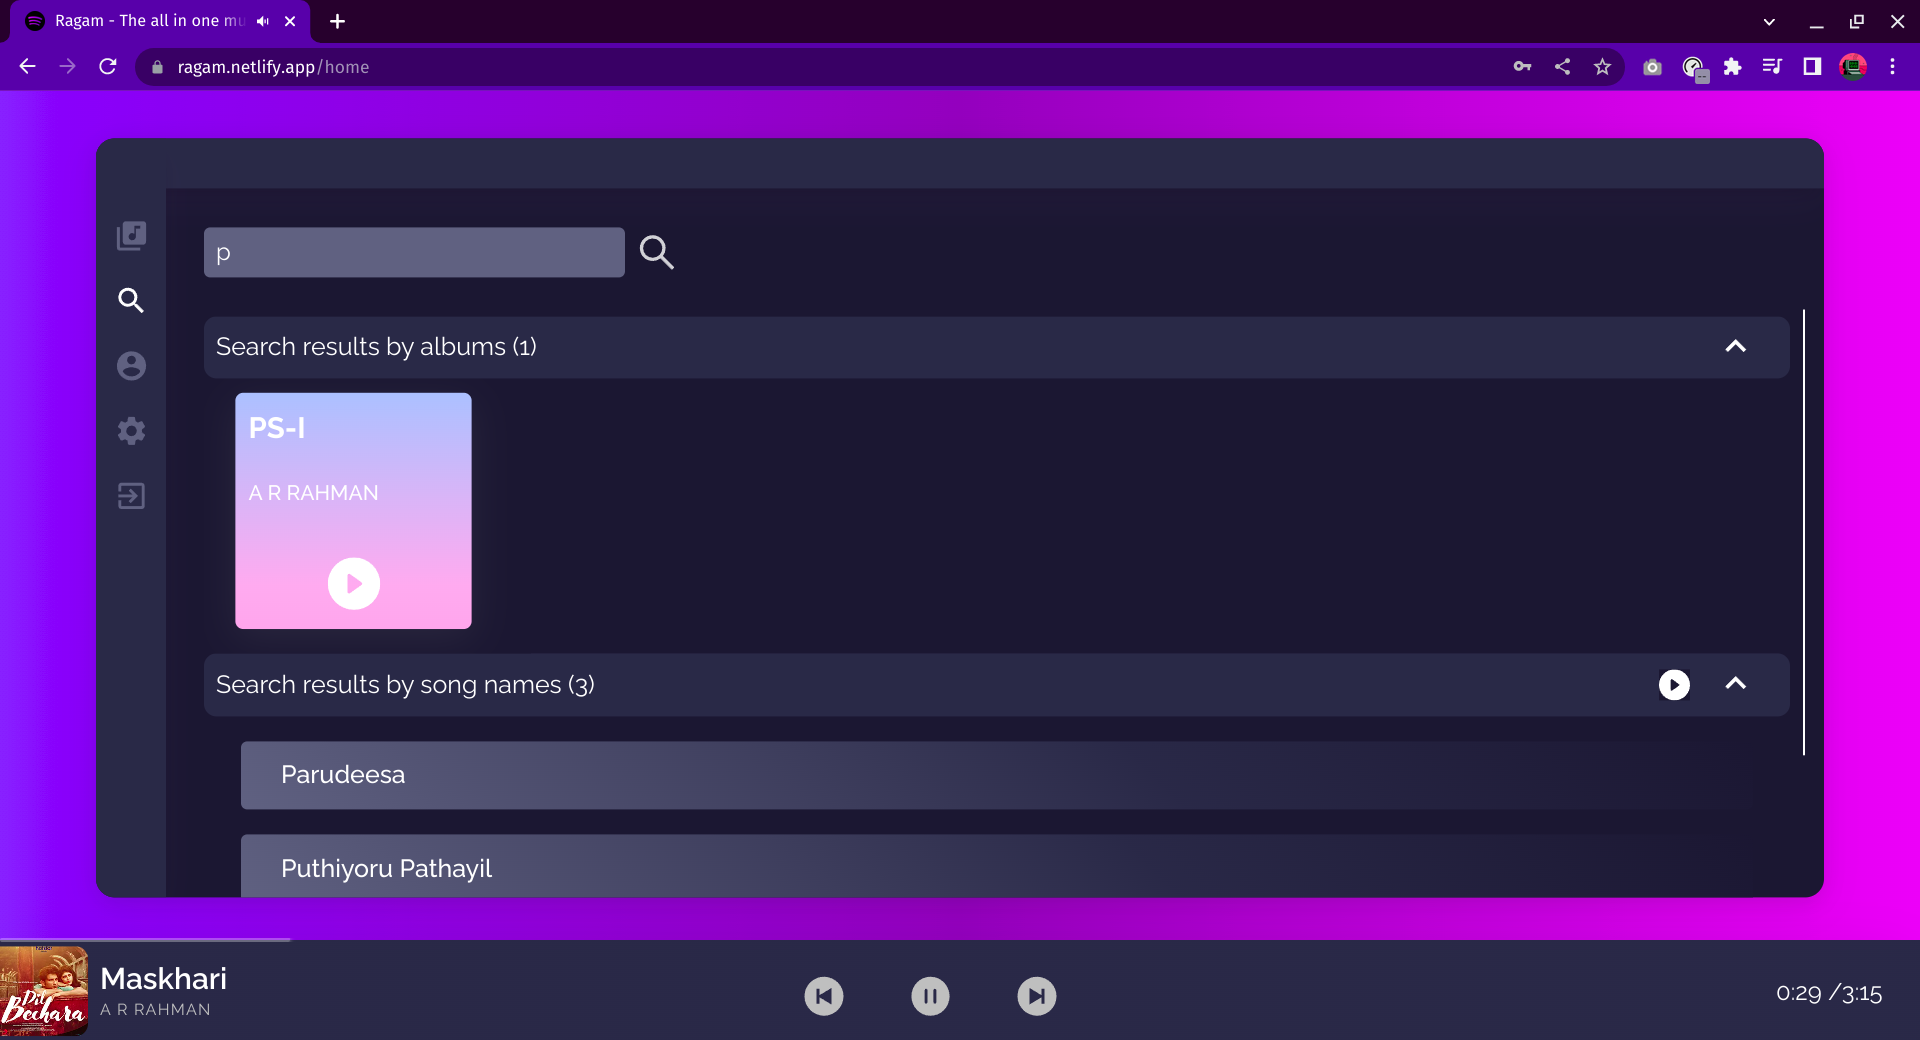 Ragam - The all in one mu
ragam.netlify.app/home
p
Search results by albums (1)
PS-I
A R RAHMAN
Search results by song names (3)
Parudeesa
Puthiyoru Pathayil
Dil
Bechara
Maskhari
A R RAHMAN
0:29 /3:15